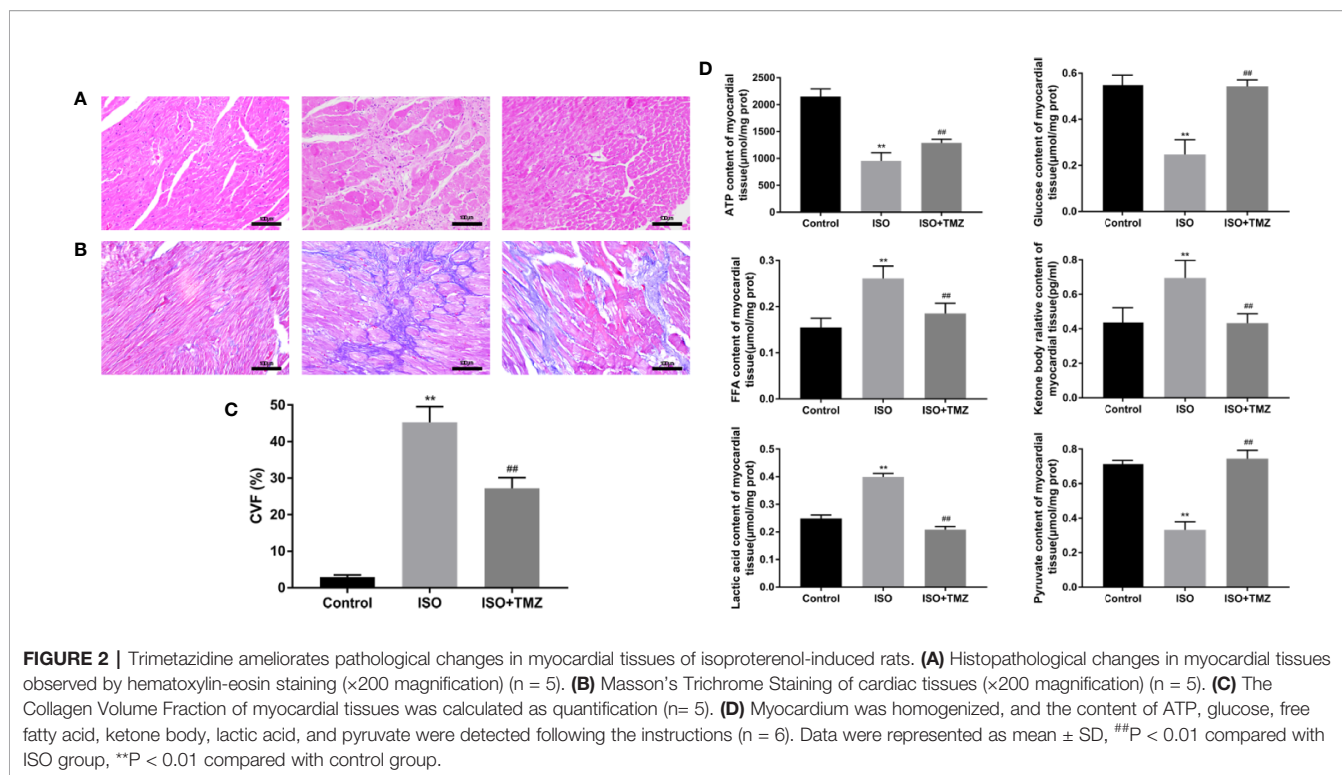 A
100μm
100μm
100μm
B
100μm
100μm
100μm
C
CVF (%)
50
40
30
20
10
0
**
##
Control
ISO
ISO+TMZ
D
ATP content of myocardial
tissue(μmol/mg prot)
2500
2000
1500
1000
500
0
**
##
Control
ISO
ISO+TMZ
Glucose content of myocardial
tissue(μmol/mg prot)
0.6
0.4
0.2
0.0
**
##
Control
ISO
ISO+TMZ
FFA content of myocardial
tissue(μmol/mg prot)
0.3
0.2
0.1
0.0
**
##
Control
ISO
ISO+TMZ
Ketone body ralative content of
myocardial tissue(pg/ml)
0.8
0.6
0.4
0.2
0.0
**
##
Control
ISO
ISO+TMZ
Lactic acid content of myocardial
tissue(μmol/mg prot)
0.5
0.4
0.3
0.2
0.1
0.0
**
##
Control
ISO
ISO+TMZ
Pyruvate content of myocardial
tissue(μmol/mg prot)
0.8
0.6
0.4
0.2
0.0
**
##
Control
ISO
ISO+TMZ
FIGURE 2 | Trimetazidine ameliorates pathological changes in myocardial tissues of isoproterenol-induced rats. (A) Histopathological changes in myocardial tissues
observed by hematoxylin-eosin staining (×200 magnification) (n = 5). (B) Masson's Trichrome Staining of cardiac tissues (×200 magnification) (n = 5). (C) The
Collagen Volume Fraction of myocardial tissues was calculated as quantification (n= 5). (D) Myocardium was homogenized, and the content of ATP, glucose, free
fatty acid, ketone body, lactic acid, and pyruvate were detected following the instructions (n = 6). Data were represented as mean ± SD, ##P < 0.01 compared with
ISO group, **P < 0.01 compared with control group.